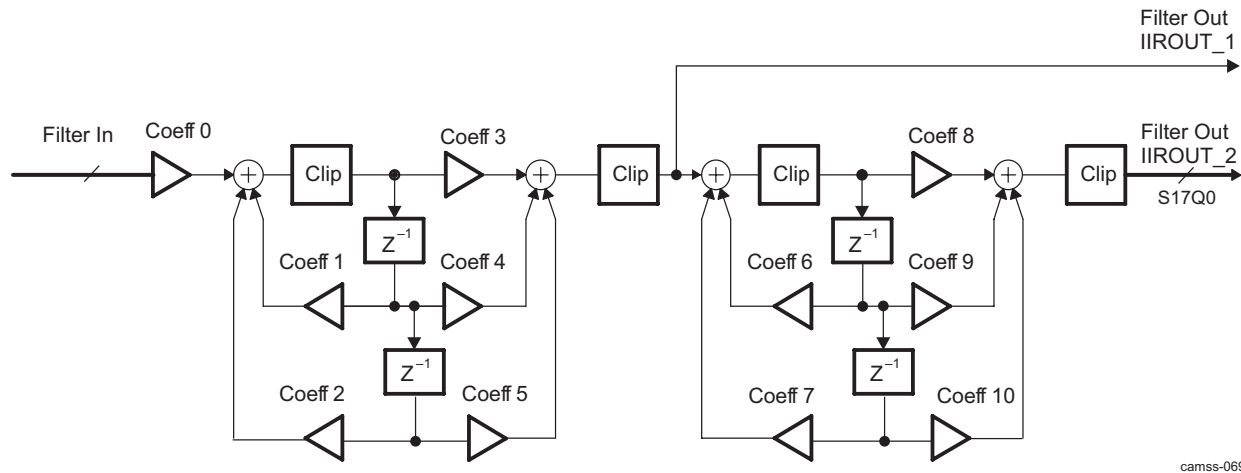 Filter Out
IIROUT_1
Filter In
Coeff 0
Coeff 3
Coeff 8
Filter Out
IIROUT_2
Clip
Clip
Clip
Clip
S17Q0
Z⁻¹
Z⁻¹
Coeff 1
Coeff 4
Coeff 6
Coeff 9
Z⁻¹
Z⁻¹
Coeff 2
Coeff 5
Coeff 7
Coeff 10
camss-069